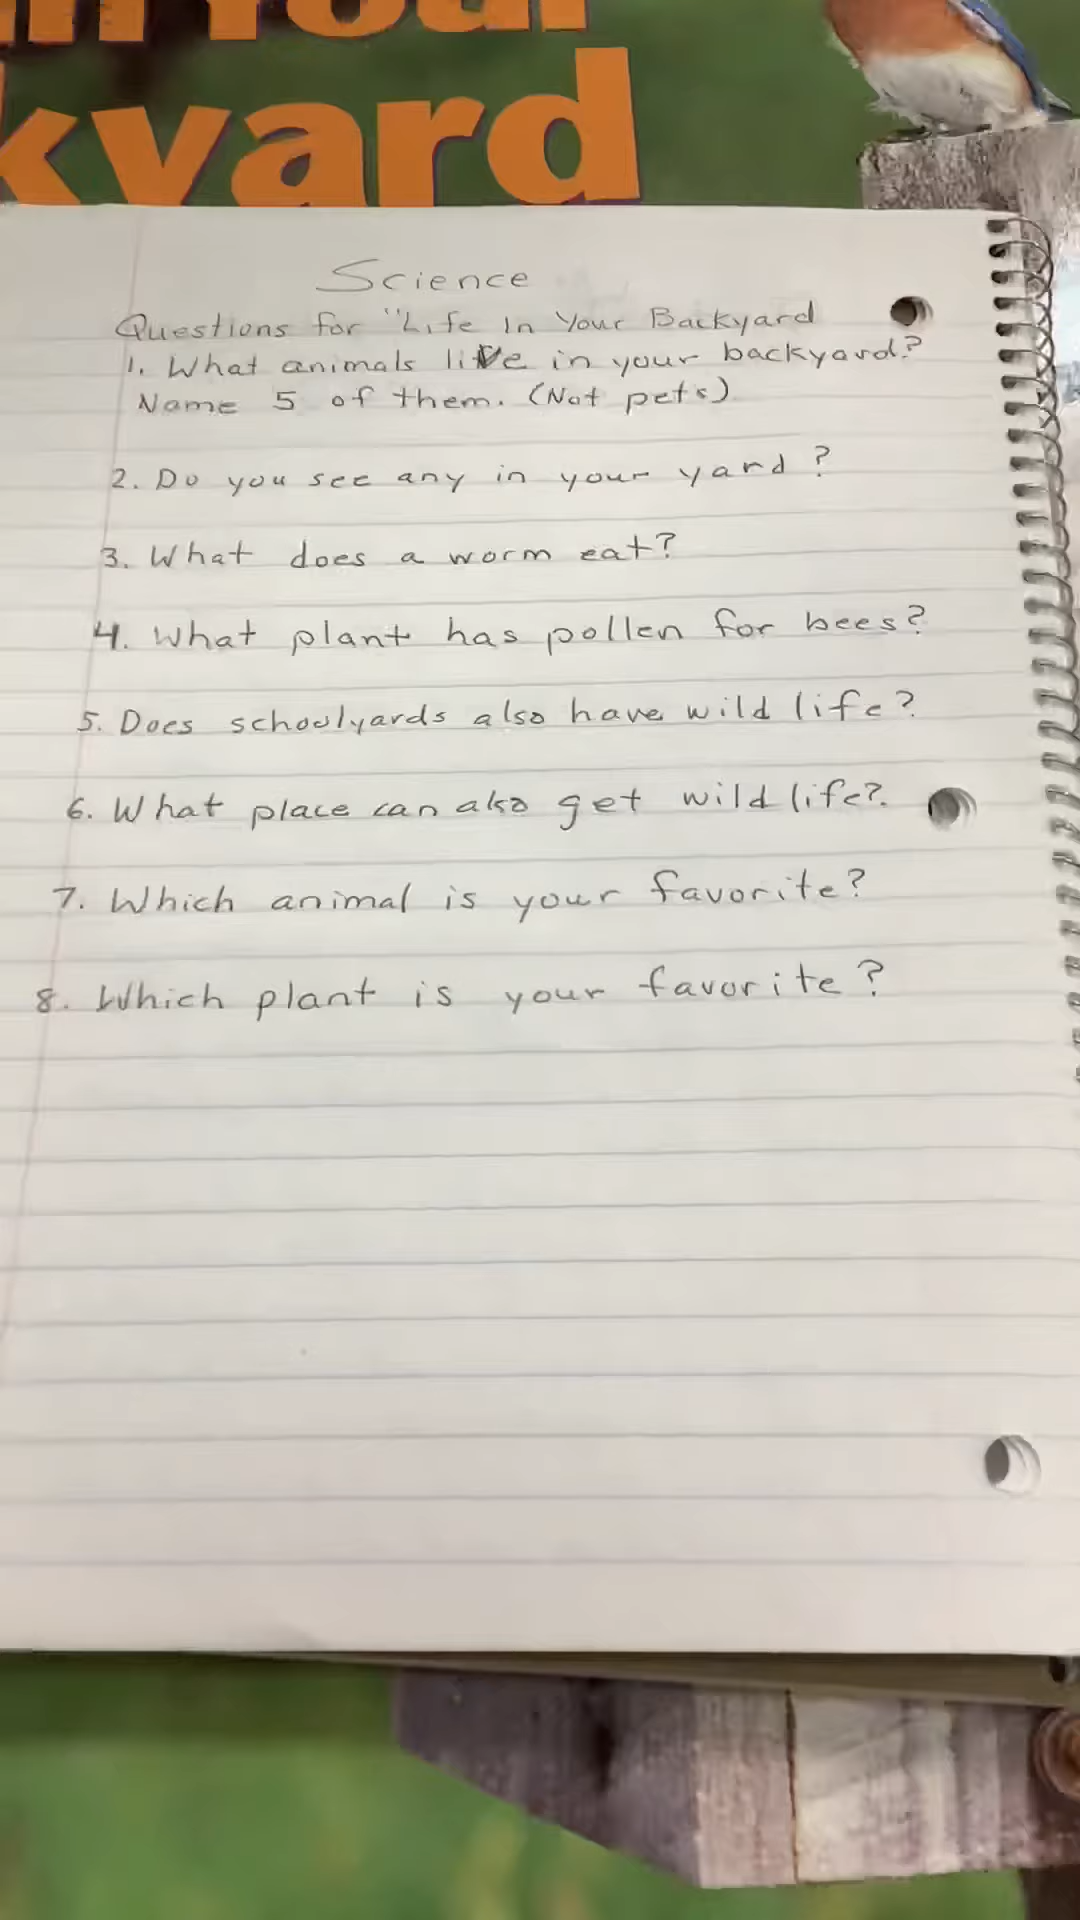 kyard
Science
Questions for "Life In Your Backyard
1. What animals live in your backyard?
Name 5 of them. (Not pets)
2. Do you see any in your yard?
3. What does a worm eat?
4. What plant has pollen for bees?
5. Does schoolyards also have wild life?
6. What place can also get wild life?
7. Which animal is your favorite?
8. Which plant is your favorite?